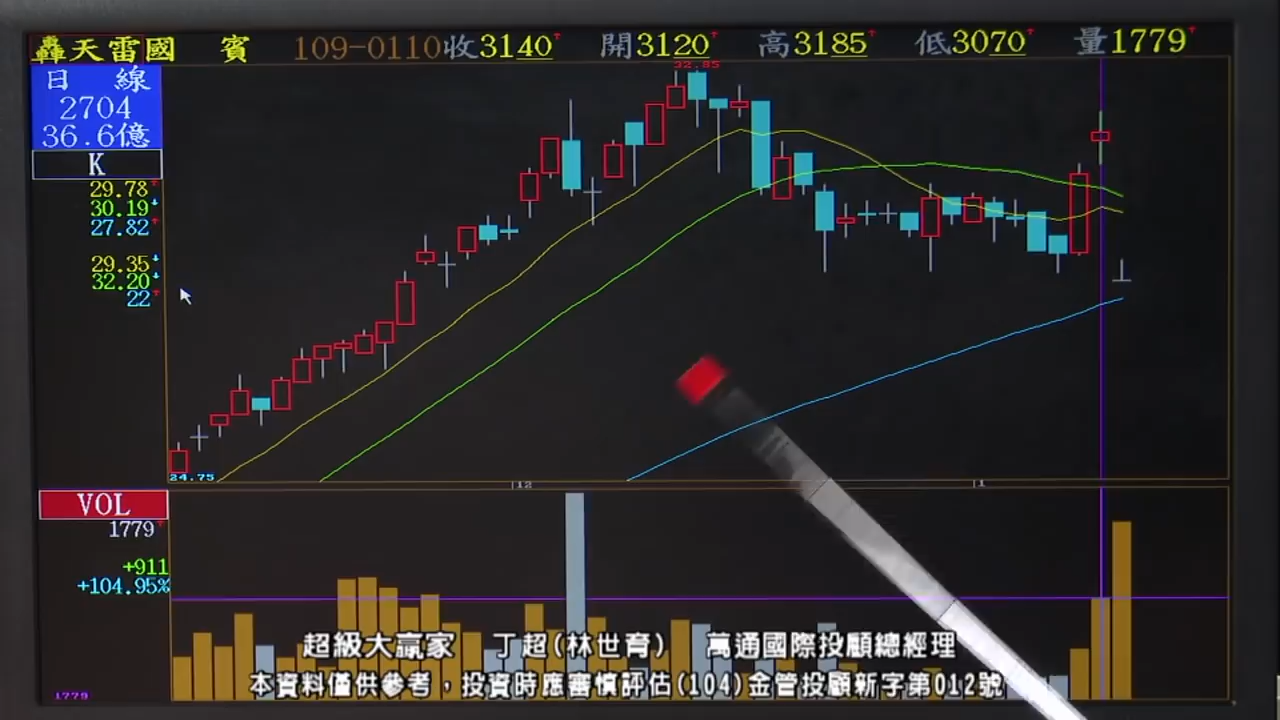 轟天雷國 賓 109-0110 收3140 開3120 高3185 低3070 量1779
日 線
2704
36.6億
K
29.78
30.19
27.82
29.35
32.20
22
32.85
24.75
12
1
VOL
1779
+911
+104.95%
1779
超級大贏家 丁超(林世育) 萬通國際投顧總經理
本資料僅供參考，投資時應審慎評估(104)金管投顧新字第012號